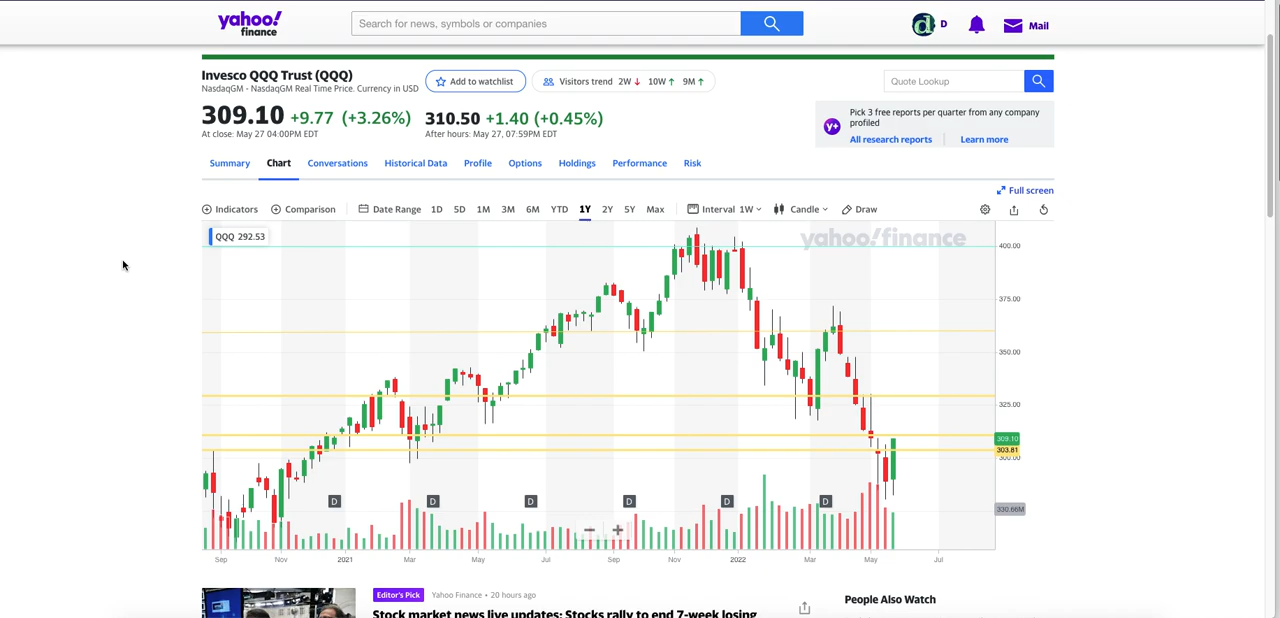 yahoo!
finance
Search for news, symbols or companies
D
Mail
Invesco QQQ Trust (QQQ)
NasdaqGM - NasdaqGM Real Time Price. Currency in USD
Add to watchlist
Visitors trend 2W 10W 9M
Quote Lookup
309.10 +9.77 (+3.26%)
At close: May 27 04:00PM EDT
310.50 +1.40 (+0.45%)
After hours: May 27, 07:59PM EDT
y+
Pick 3 free reports per quarter from any company
profiled
All research reports
Learn more
Summary Chart Conversations Historical Data Profile Options Holdings Performance Risk
Full screen
Indicators Comparison Date Range 1D 5D 1M 3M 6M YTD 1Y 2Y 5Y Max Interval 1W Candle Draw
QQQ 292.53
yahoo!finance
400.00
375.00
350.00
325.00
309.10
303.81
300.00
330.66M
D D D D D D
Sep Nov 2021 Mar May Jul Sep Nov 2022 Mar May Jul
Editor's Pick Yahoo Finance • 20 hours ago
Stock market news live updates: Stocks rally to end 7-week losing
People Also Watch